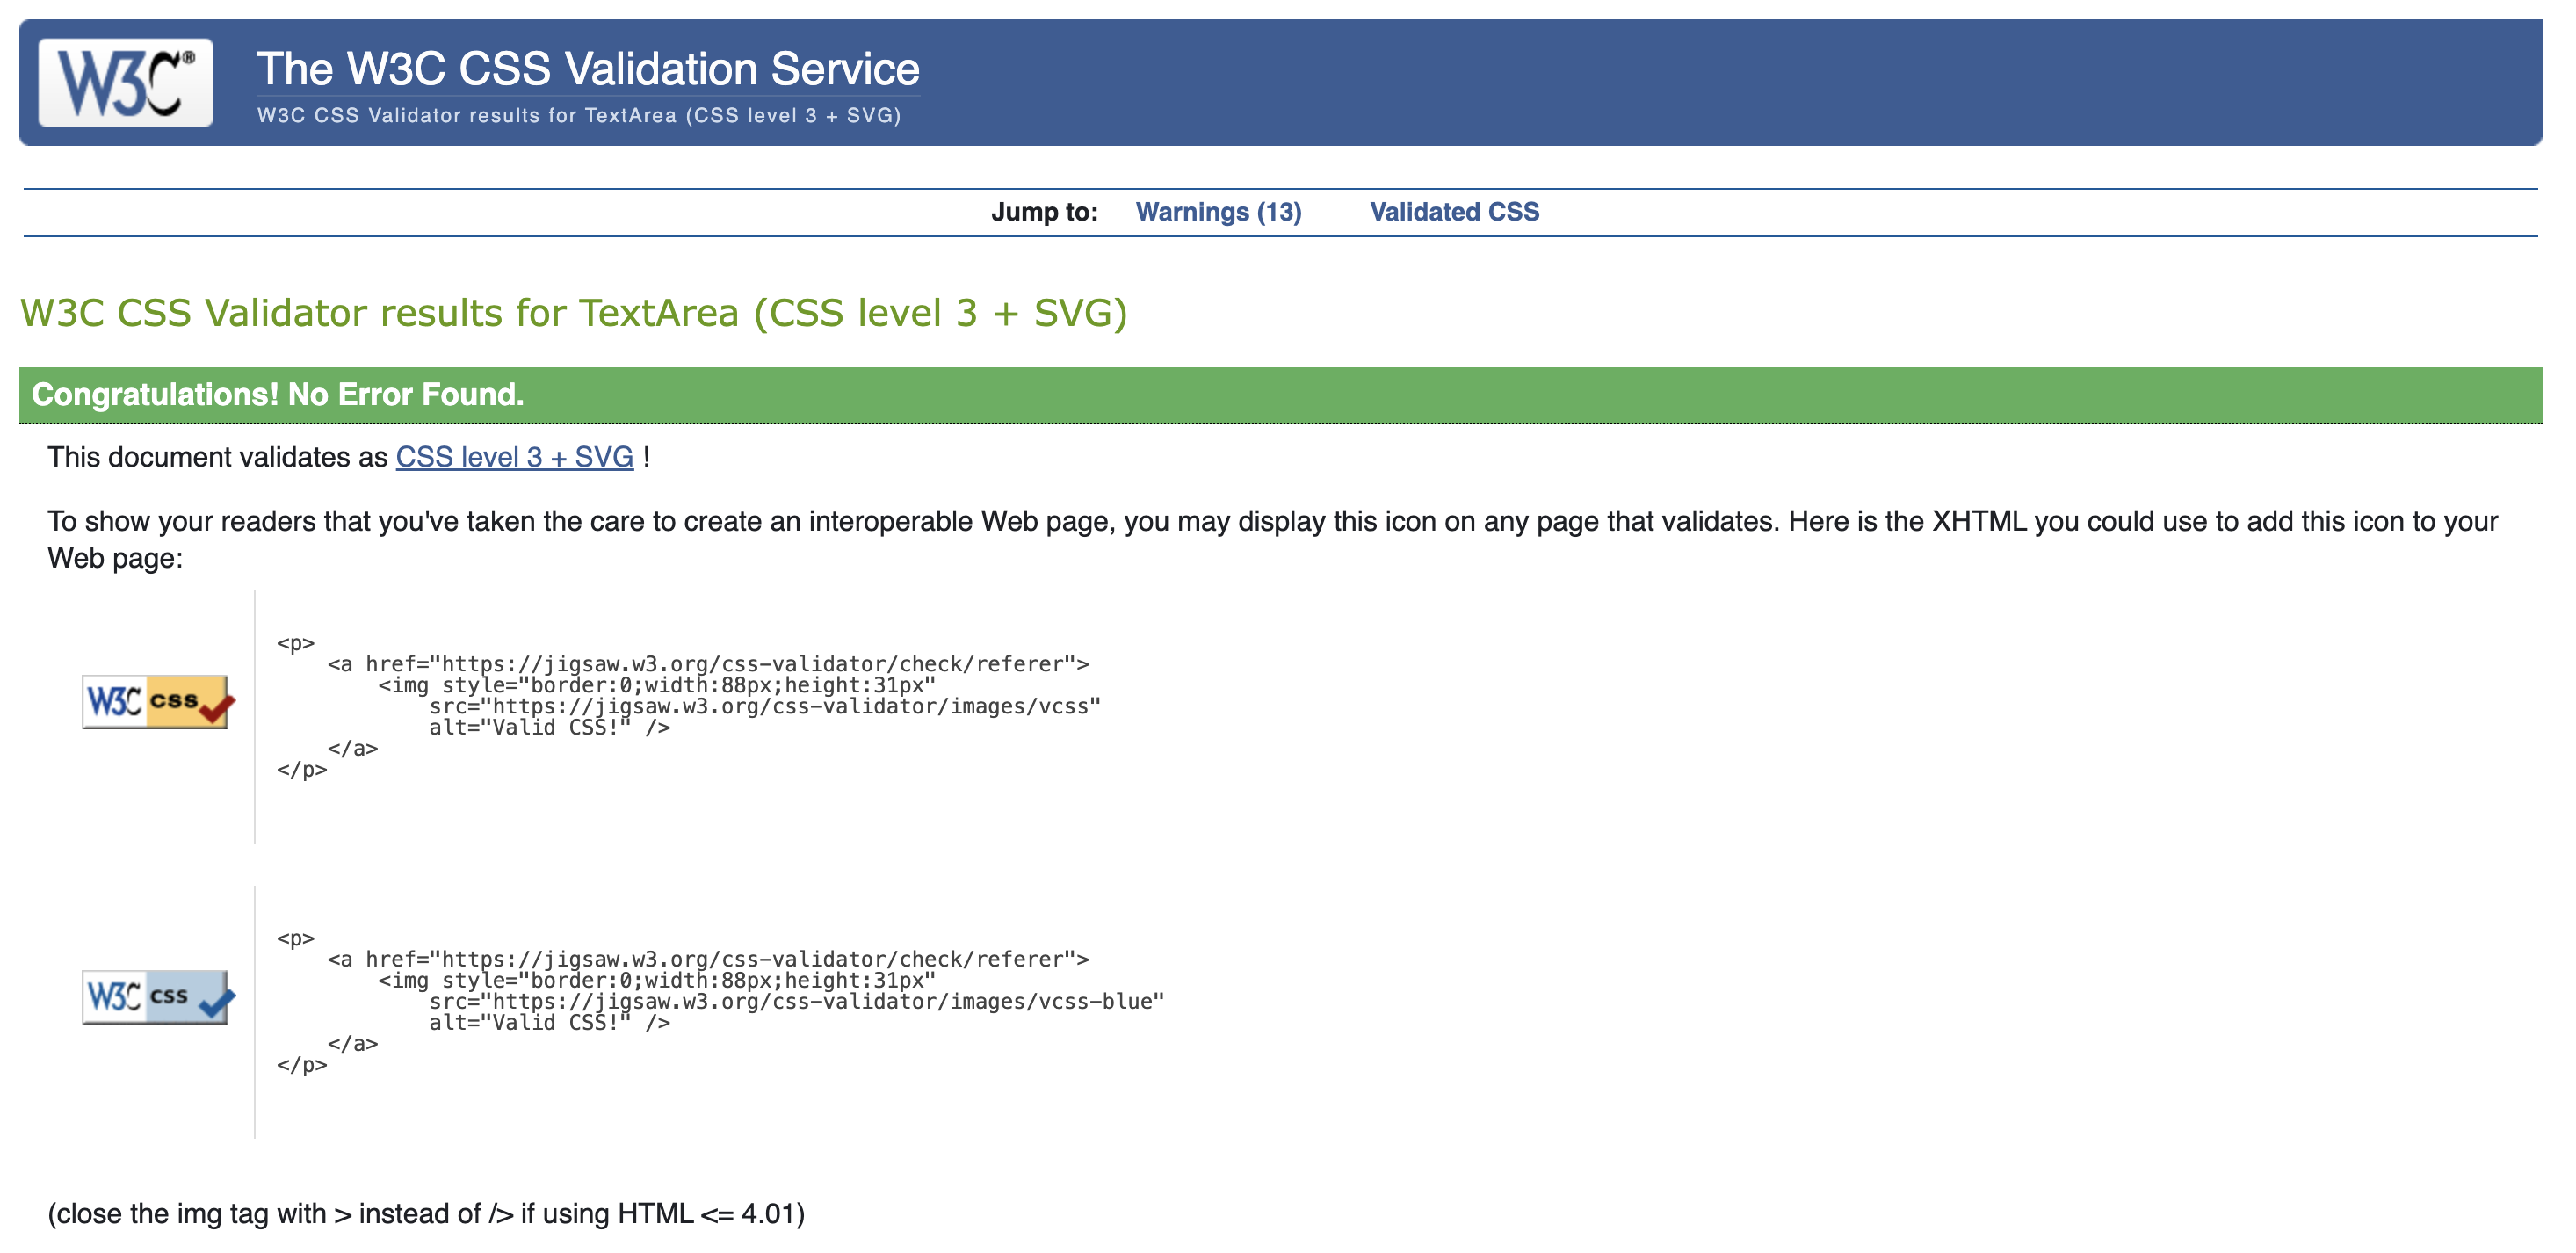 W3C®
The W3C CSS Validation Service
W3C CSS Validator results for TextArea (CSS level 3 + SVG)
Jump to: Warnings (13) Validated CSS
W3C CSS Validator results for TextArea (CSS level 3 + SVG)
Congratulations! No Error Found.
This document validates as CSS level 3 + SVG !
To show your readers that you've taken the care to create an interoperable Web page, you may display this icon on any page that validates. Here is the XHTML you could use to add this icon to your
Web page:
W3C css
<p>
    <a href="https://jigsaw.w3.org/css-validator/check/referer">
        <img style="border:0;width:88px;height:31px"
            src="https://jigsaw.w3.org/css-validator/images/vcss"
            alt="Valid CSS!" />
    </a>
</p>
W3C css
<p>
    <a href="https://jigsaw.w3.org/css-validator/check/referer">
        <img style="border:0;width:88px;height:31px"
            src="https://jigsaw.w3.org/css-validator/images/vcss-blue"
            alt="Valid CSS!" />
    </a>
</p>
(close the img tag with > instead of /> if using HTML <= 4.01)